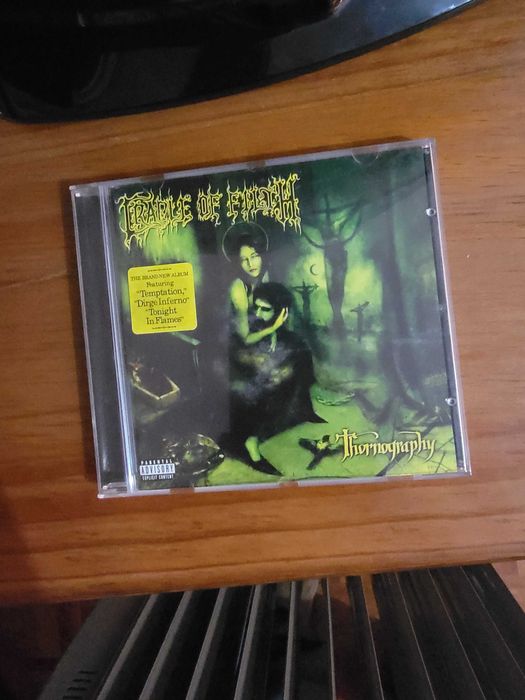 CRADLE OF FILTH
THE BRAND NEW ALBUM
Featuring
"Temptation,"
"Dirge Inferno"
"Tonight
In Flames"
Thornography
PARENTAL
ADVISORY
EXPLICIT CONTENT